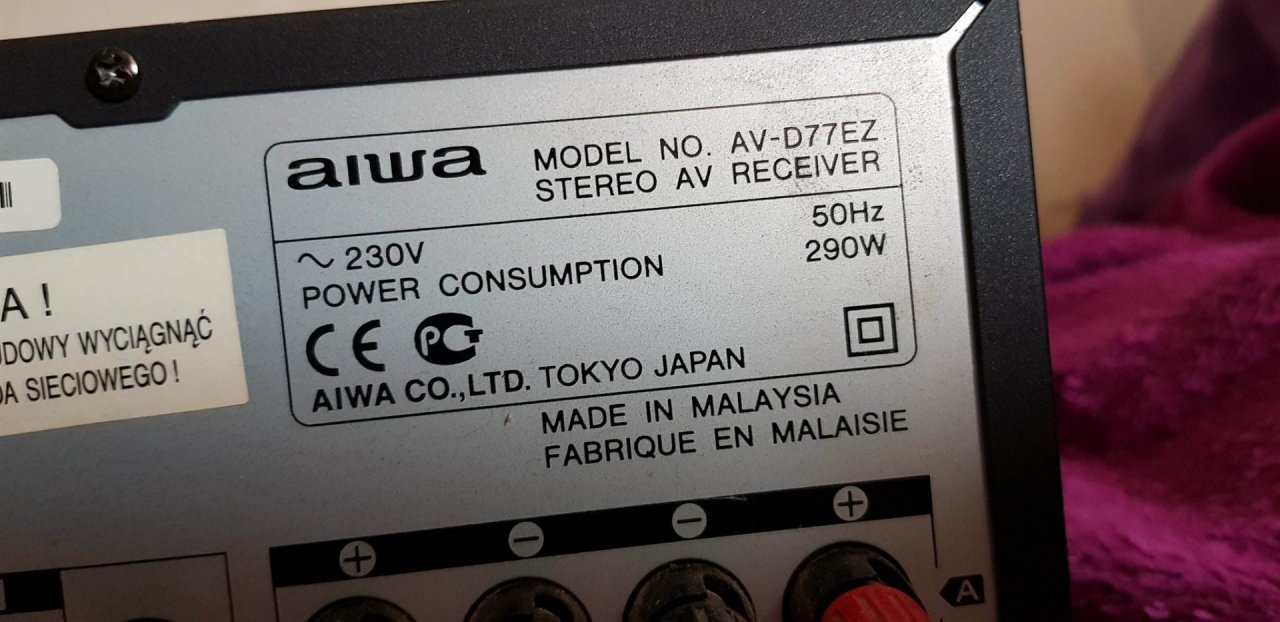 aiwa
MODEL NO. AV-D77EZ
STEREO AV RECEIVER
~ 230V 50Hz
POWER CONSUMPTION 290W
CE PCT
AIWA CO.,LTD. TOKYO JAPAN
MADE IN MALAYSIA
FABRIQUE EN MALAISIE
A !
DOWY WYCIĄGNĄĆ
DA SIECIOWEGO !
+ − − +
A